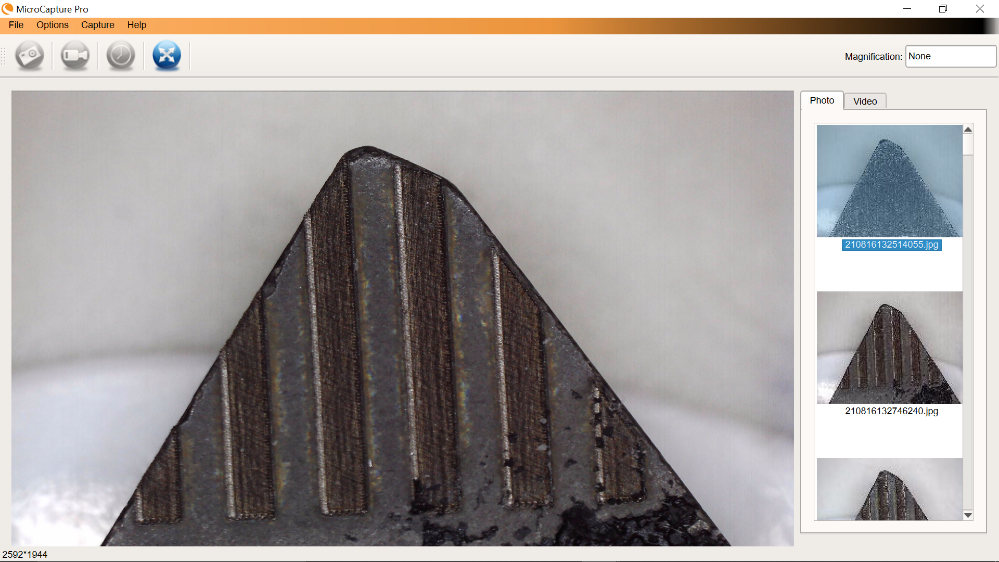 MicroCapture Pro
File Options Capture Help
Magnification: None
Photo Video
210816132514055.jpg
210816132746240.jpg
2592*1944